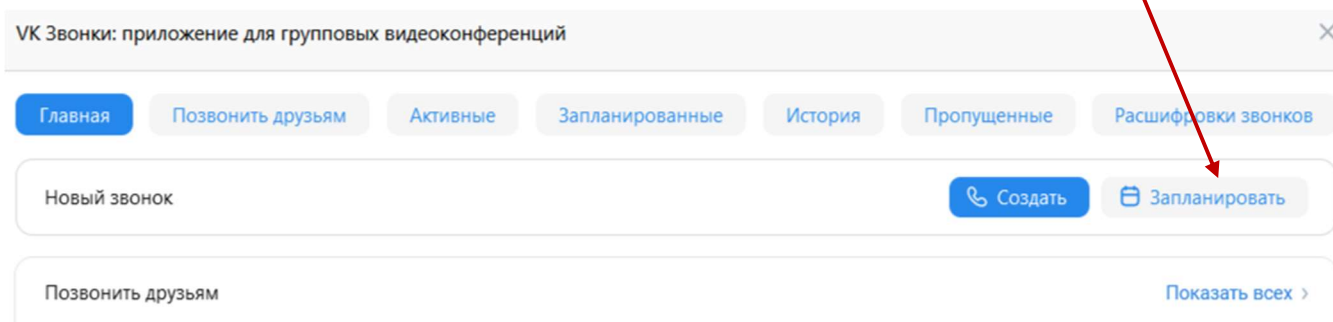 VK Звонки: приложение для групповых видеоконференций
Главная Позвонить друзьям Активные Запланированные История Пропущенные Расшифровки звонков
Новый звонок Создать Запланировать
Позвонить друзьям Показать всех